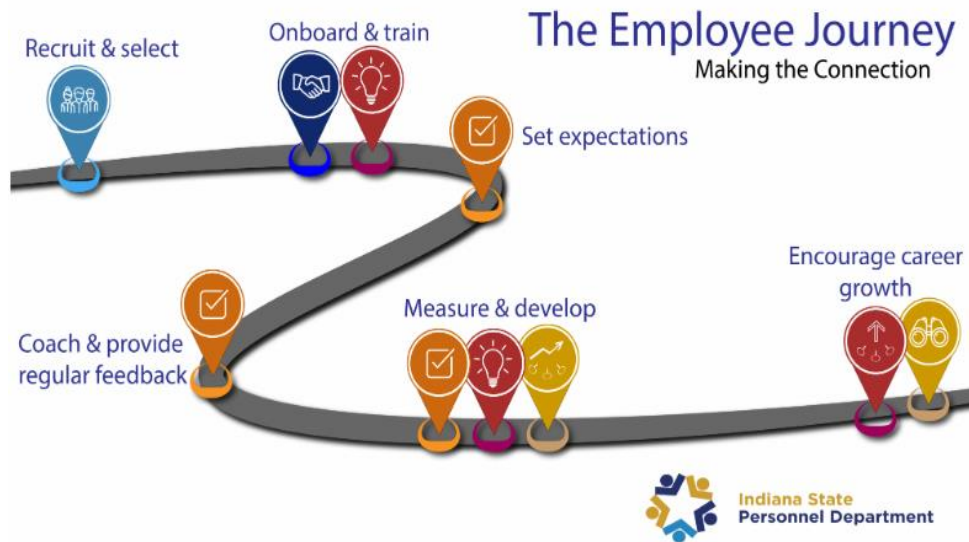 The Employee Journey
Making the Connection
Recruit & select
Onboard & train
Set expectations
Coach & provide
regular feedback
Measure & develop
Encourage career
growth
Indiana State
Personnel Department